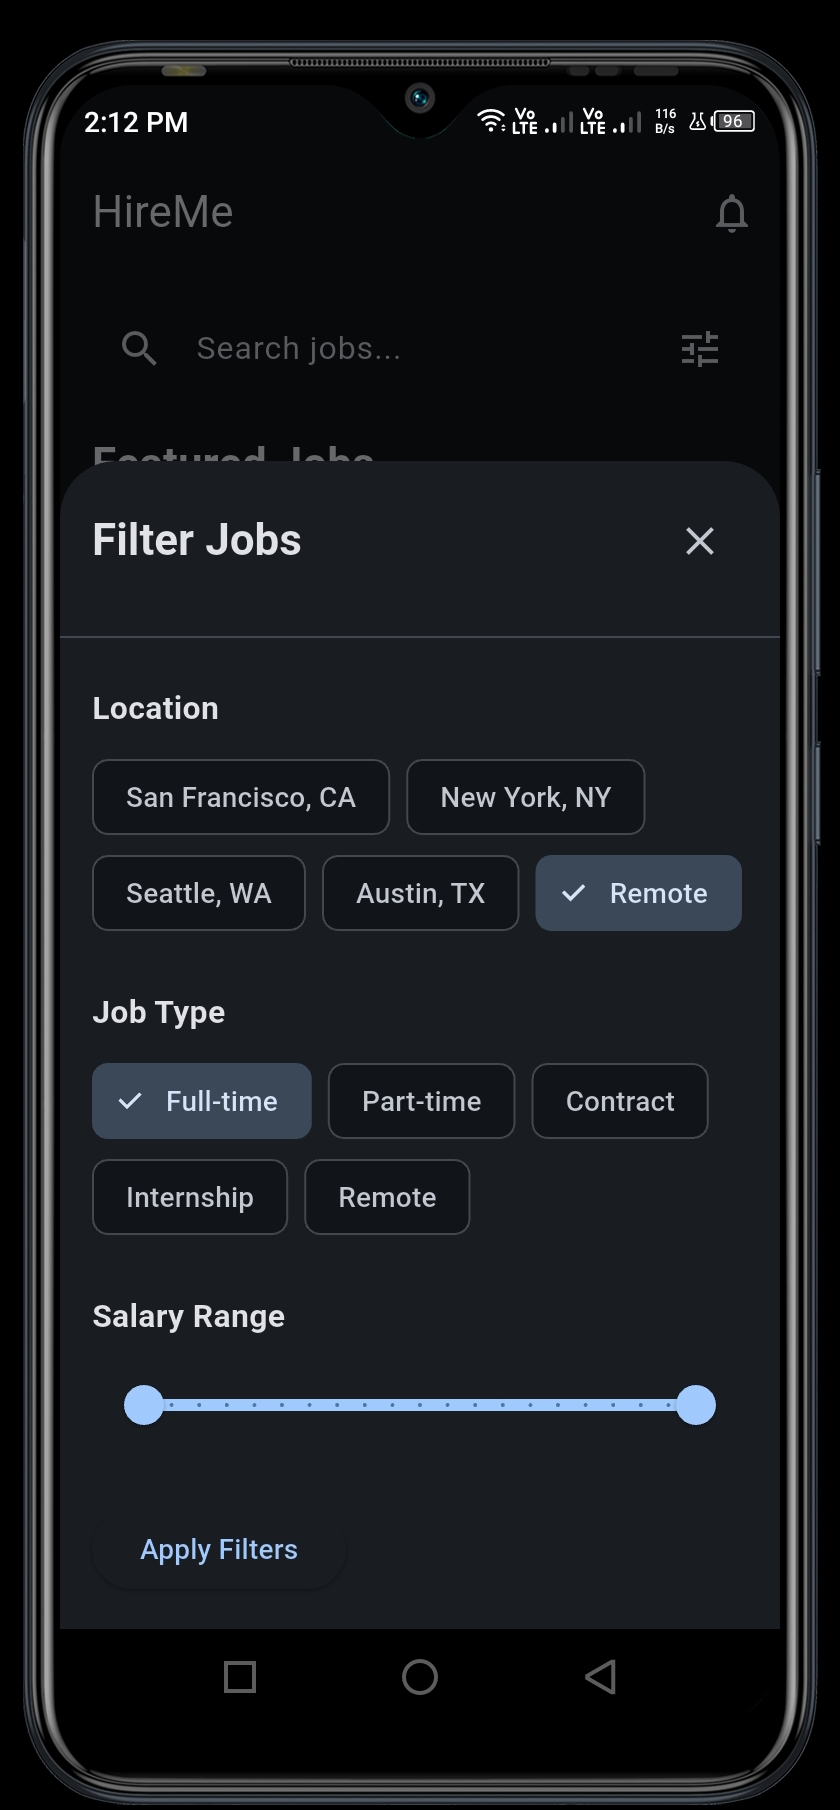 2:12 PM Vo LTE Vo LTE 116 B/s 96
HireMe
Search jobs...
Featured Jobs
Filter Jobs
Location
San Francisco, CA New York, NY
Seattle, WA Austin, TX Remote
Job Type
Full-time Part-time Contract
Internship Remote
Salary Range
Apply Filters